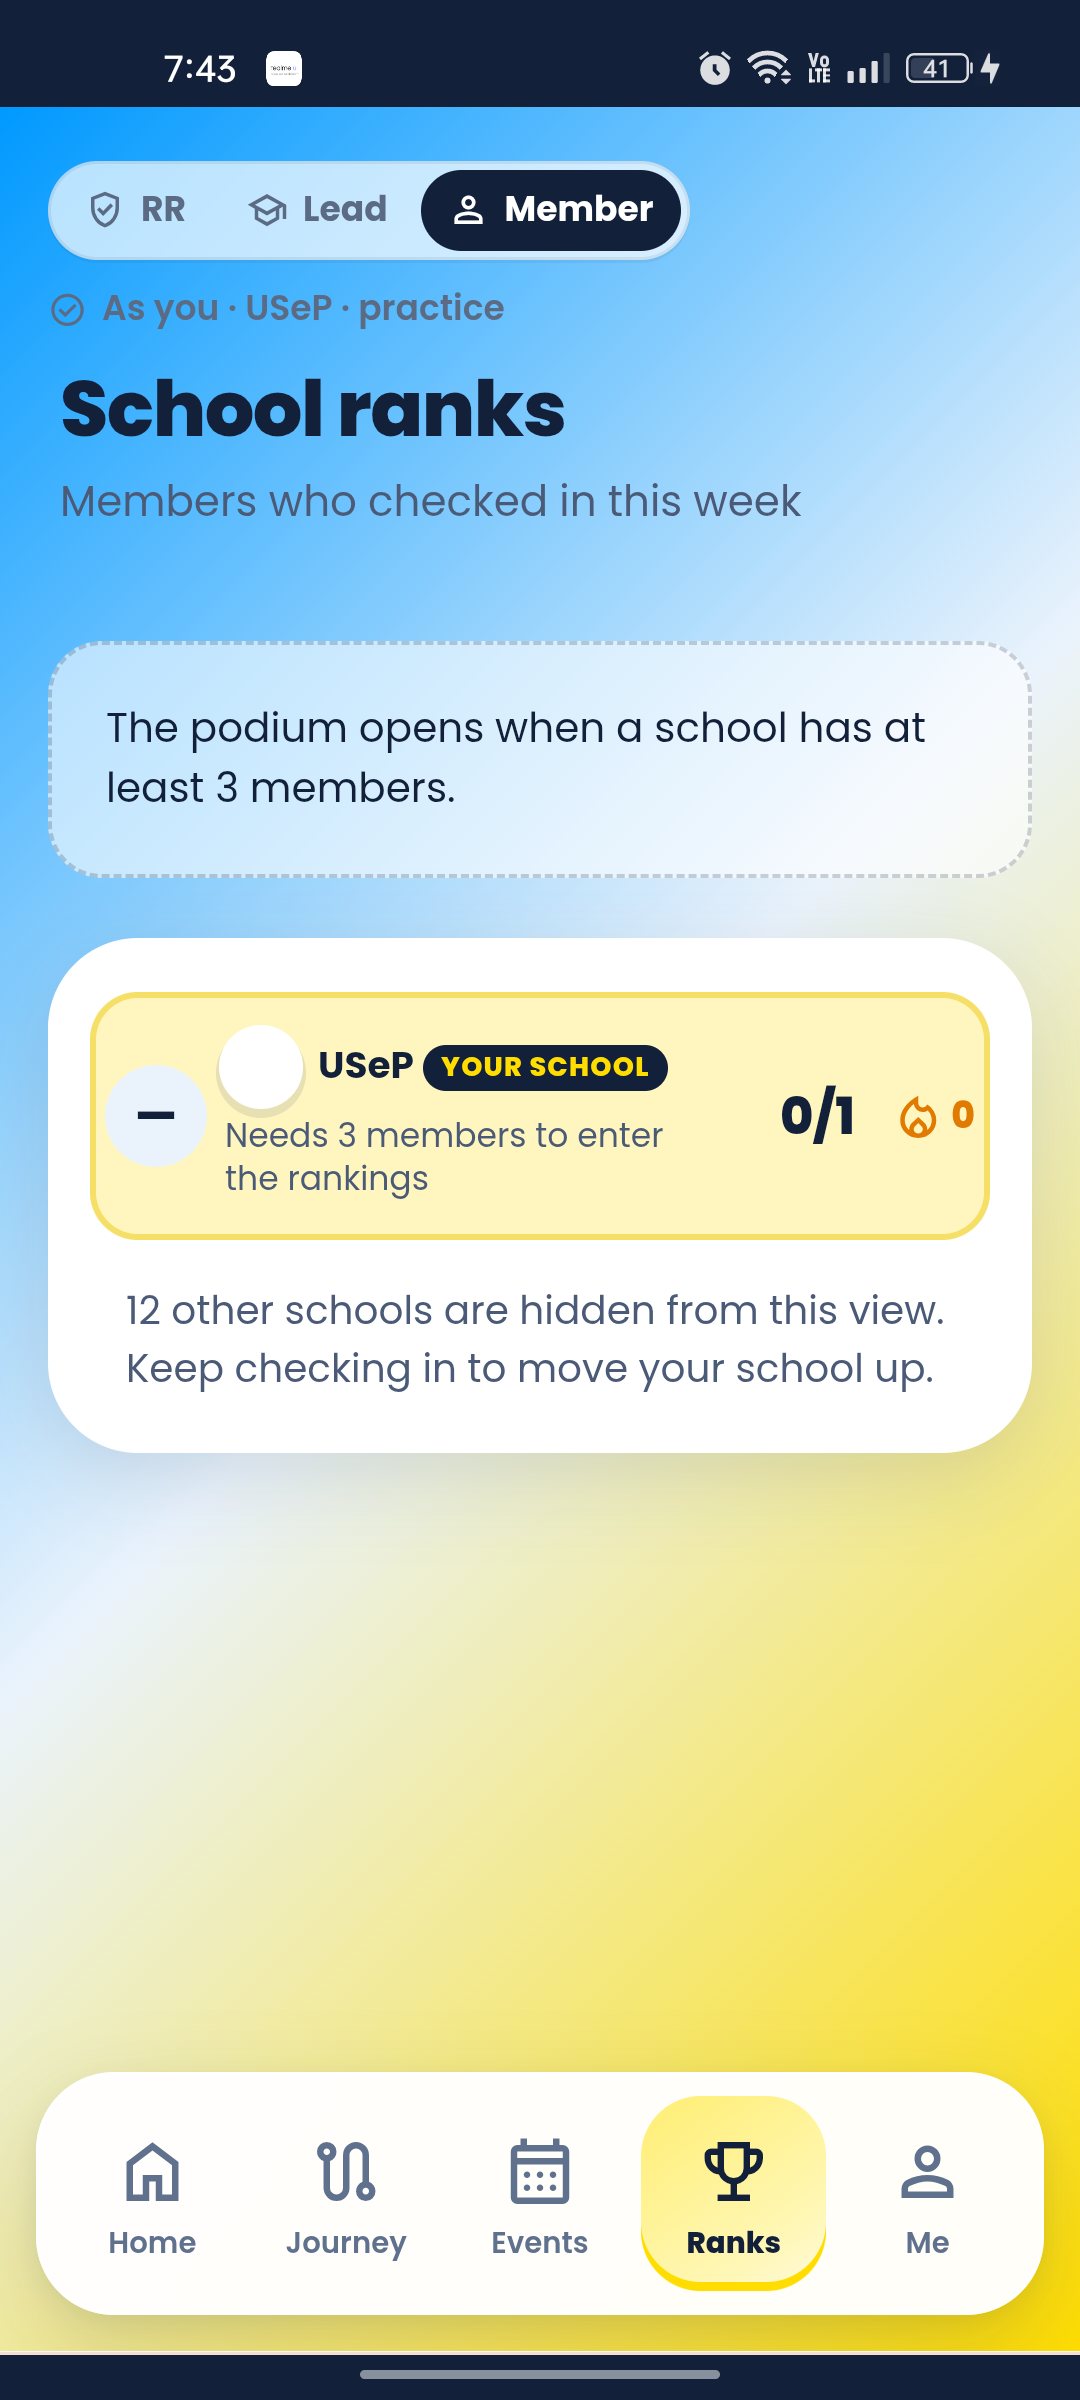 7:43
Vo
LTE
41
RR
Lead
Member
As you · USeP · practice
School ranks
Members who checked in this week
The podium opens when a school has at
least 3 members.
–
USeP
YOUR SCHOOL
Needs 3 members to enter
the rankings
0/1
0
12 other schools are hidden from this view.
Keep checking in to move your school up.
Home
Journey
Events
Ranks
Me